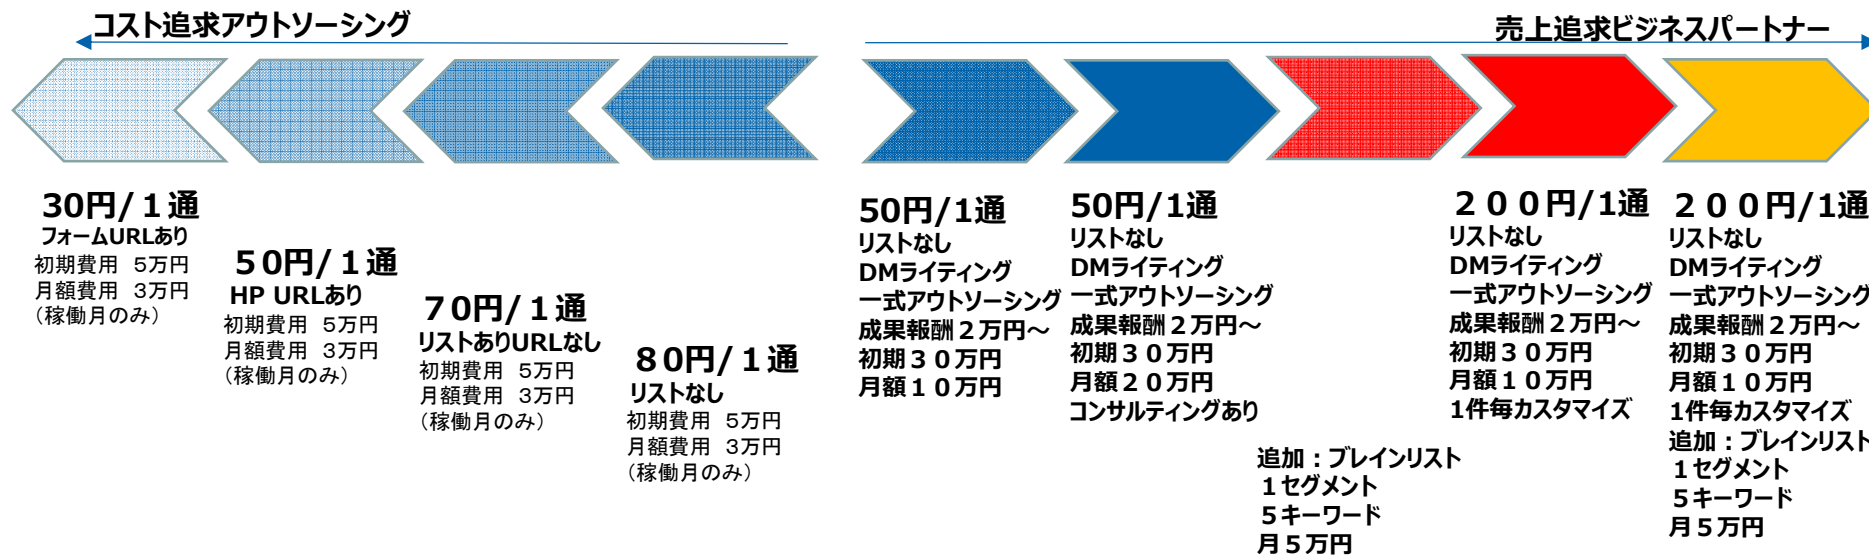 コスト追求アウトソーシング
売上追求ビジネスパートナー
30円/１通
フォームURLあり
初期費用 5万円
月額費用 3万円
（稼働月のみ）
５0円/１通
HP URLあり
初期費用 5万円
月額費用 3万円
（稼働月のみ）
７0円/１通
リストありURLなし
初期費用 5万円
月額費用 3万円
（稼働月のみ）
８0円/１通
リストなし
初期費用 5万円
月額費用 3万円
（稼働月のみ）
50円/1通
リストなし
DMライティング
一式アウトソーシング
成果報酬２万円～
初期３０万円
月額１０万円
50円/1通
リストなし
DMライティング
一式アウトソーシング
成果報酬２万円～
初期３０万円
月額２０万円
コンサルティングあり
追加：ブレインリスト
１セグメント
５キーワード
月５万円
２００円/1通
リストなし
DMライティング
一式アウトソーシング
成果報酬２万円～
初期３０万円
月額１０万円
1件毎カスタマイズ
２００円/1通
リストなし
DMライティング
一式アウトソーシング
成果報酬２万円～
初期３０万円
月額１０万円
1件毎カスタマイズ
追加：ブレインリスト
１セグメント
５キーワード
月５万円